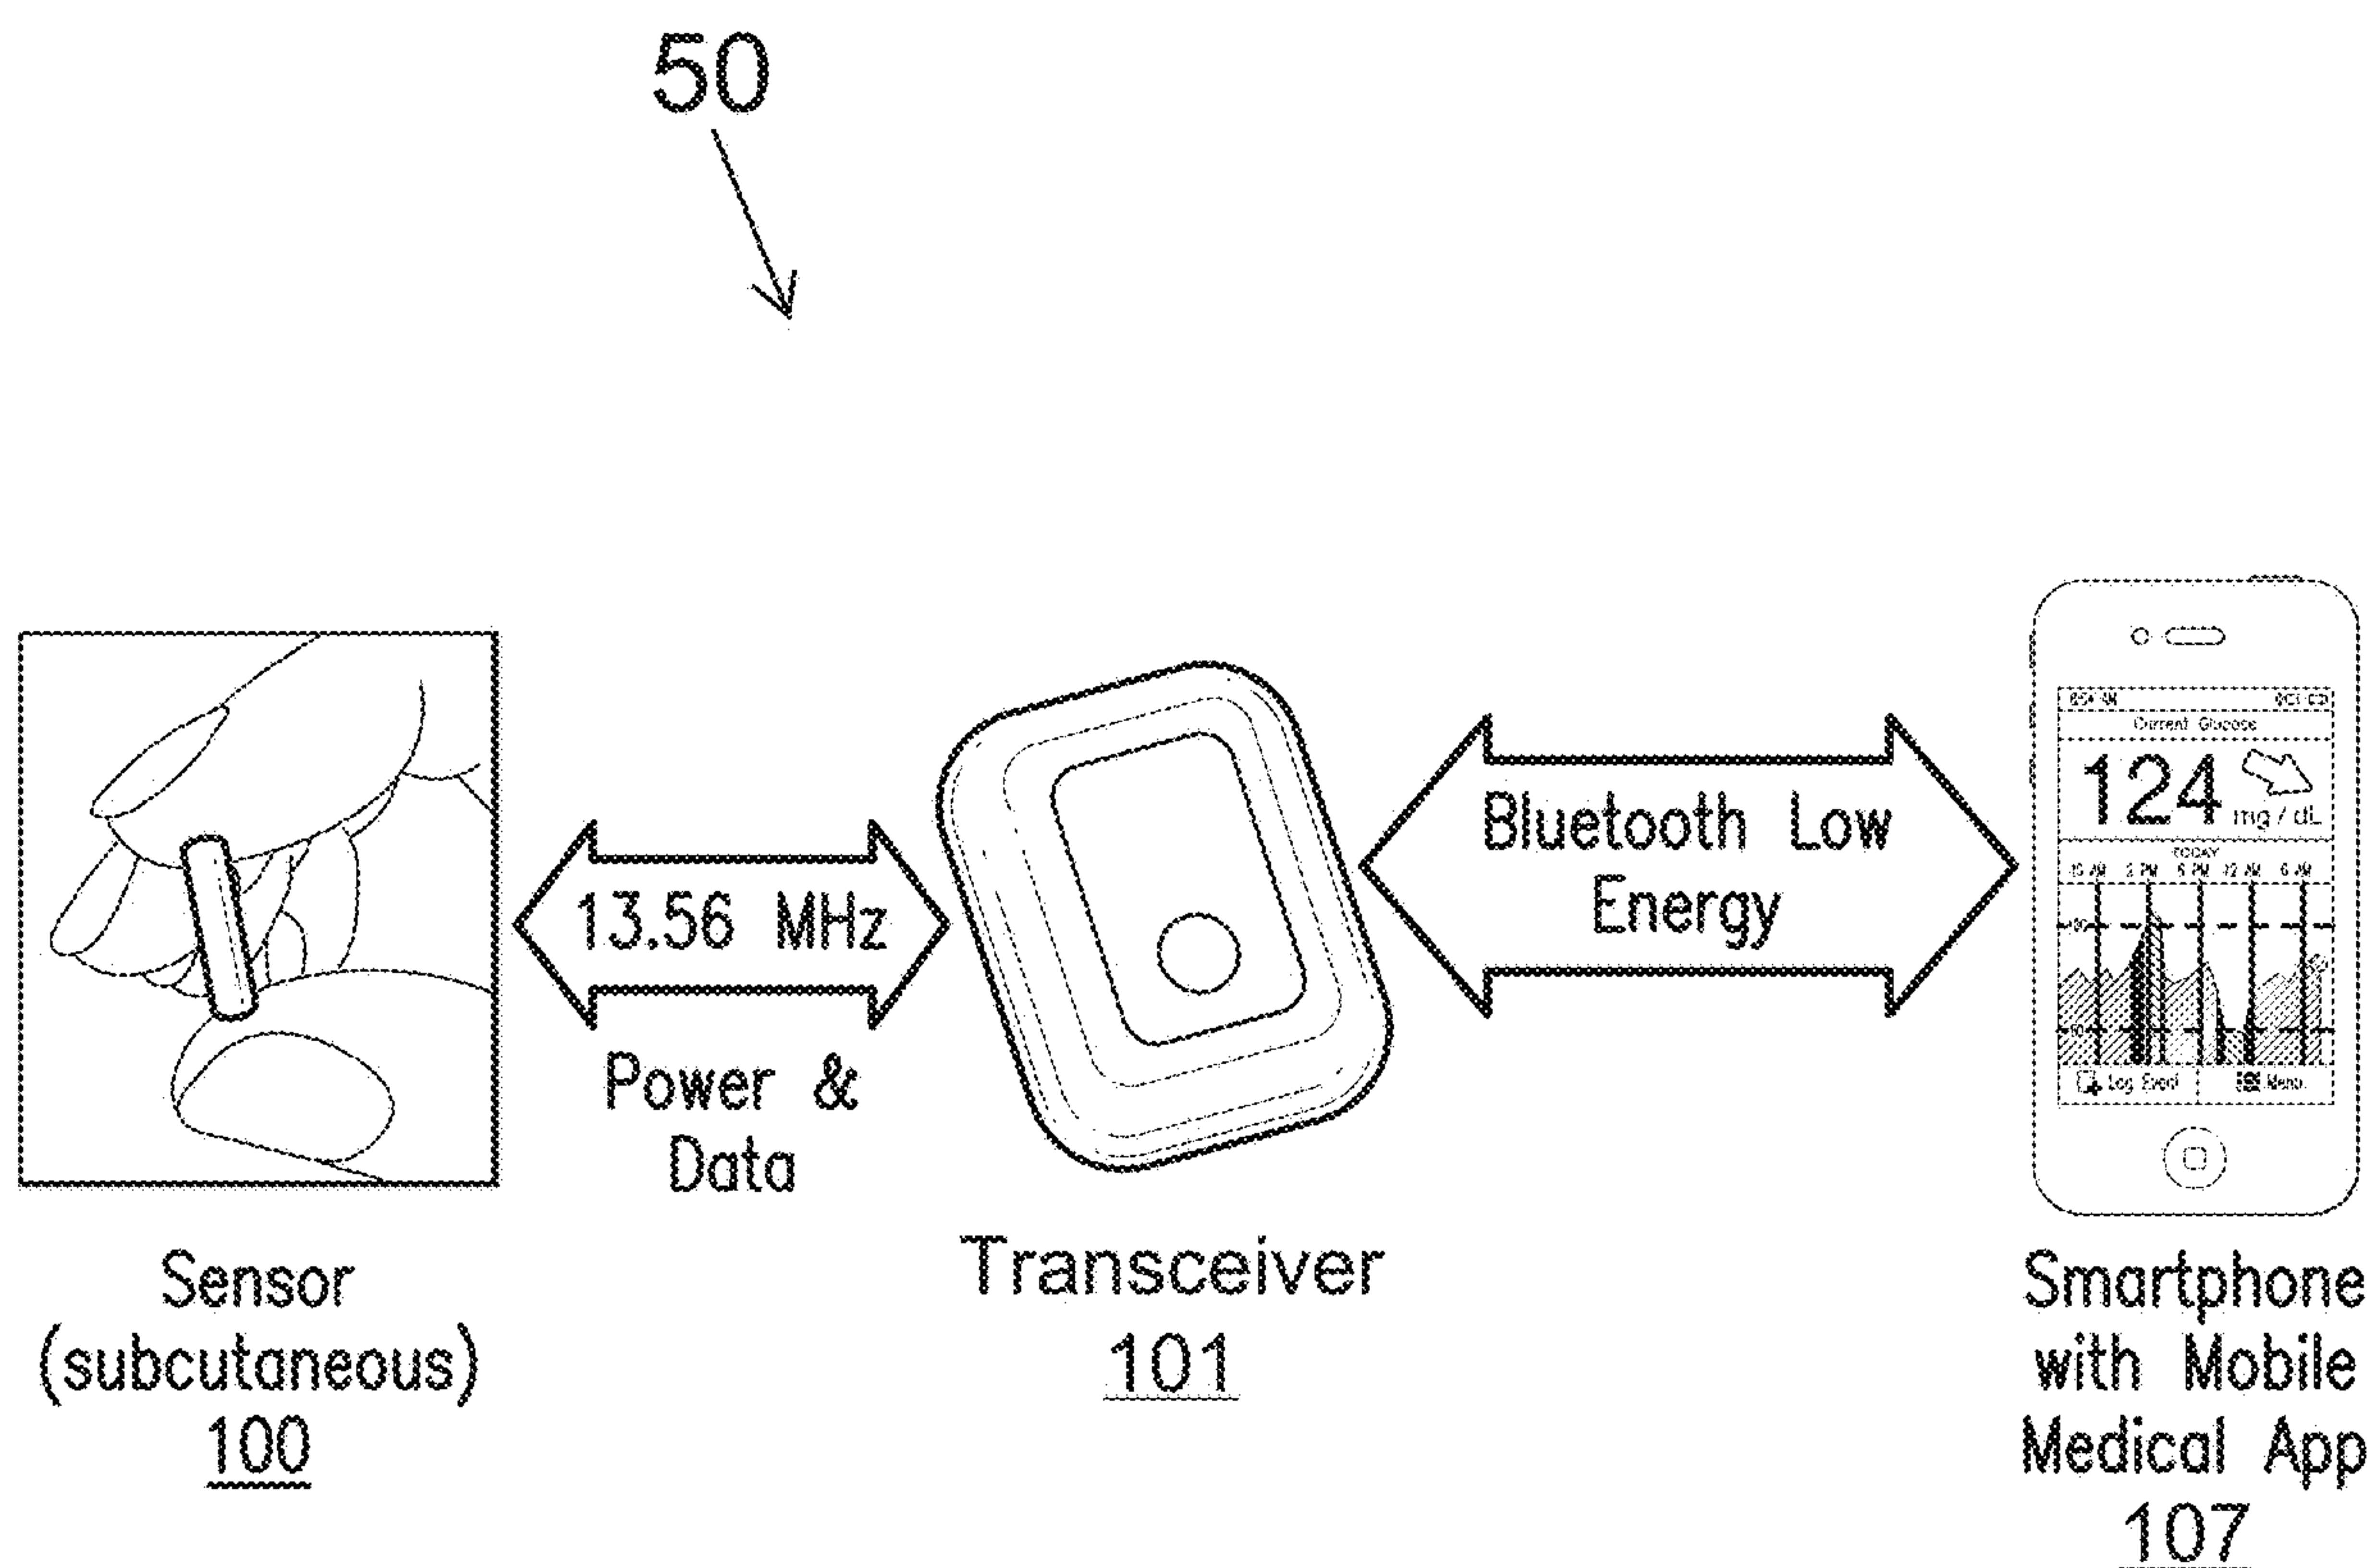 50
13.56 MHz
Power &
Data
Bluetooth Low
Energy
Current Glucose
124
mg / dL
TODAY
Log Event
Menu
Sensor
(subcutaneous)
100
Transceiver
101
Smartphone
with Mobile
Medical App
107